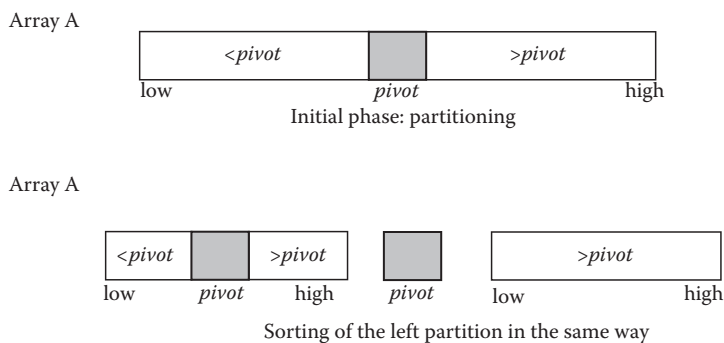 Array A
<pivot >pivot
low pivot high
Initial phase: partitioning
Array A
<pivot >pivot >pivot
low pivot high pivot low high
Sorting of the left partition in the same way